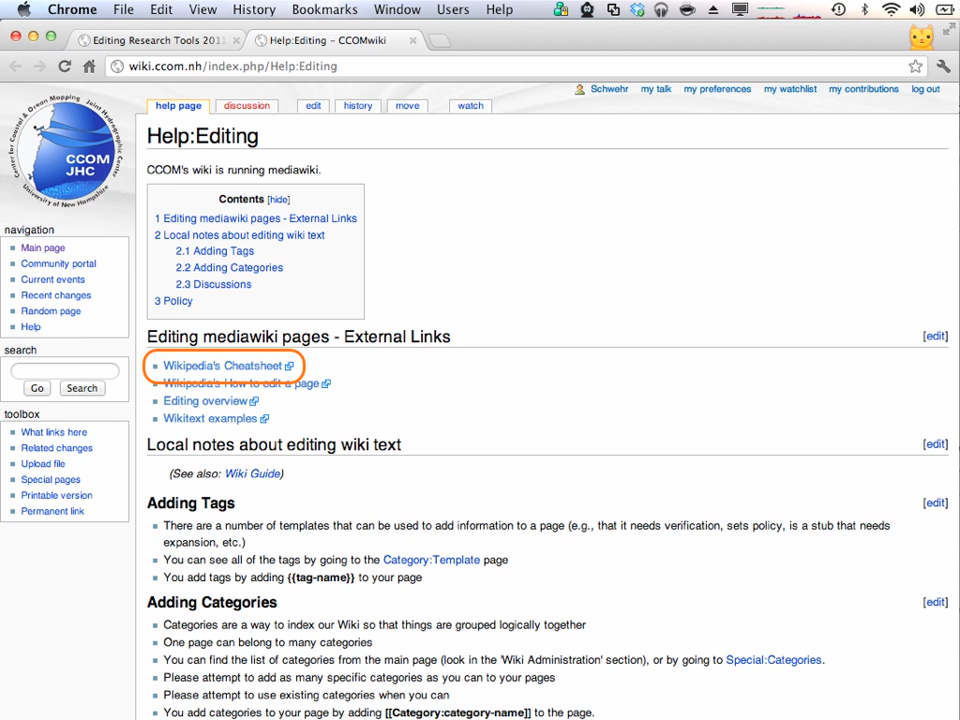 Chrome File Edit View History Bookmarks Window Users Help
Editing Research Tools 2011
Help:Editing – CCOMwiki
wiki.ccom.nh/index.php/Help:Editing
Schwehr my talk my preferences my watchlist my contributions log out
help page discussion edit history move watch
Center for Coastal & Ocean Mapping Joint Hydrographic Center
CCOM
JHC
University of New Hampshire
navigation
Main page
Community portal
Current events
Recent changes
Random page
Help
search
Go Search
toolbox
What links here
Related changes
Upload file
Special pages
Printable version
Permanent link
Help:Editing
CCOM's wiki is running mediawiki.
Contents [hide]
1 Editing mediawiki pages - External Links
2 Local notes about editing wiki text
2.1 Adding Tags
2.2 Adding Categories
2.3 Discussions
3 Policy
Editing mediawiki pages - External Links [edit]
Wikipedia's Cheatsheet
Wikipedia's How to edit a page
Editing overview
Wikitext examples
Local notes about editing wiki text [edit]
(See also: Wiki Guide)
Adding Tags [edit]
There are a number of templates that can be used to add information to a page (e.g., that it needs verification, sets policy, is a stub that needs
expansion, etc.)
You can see all of the tags by going to the Category:Template page
You add tags by adding {{tag-name}} to your page
Adding Categories [edit]
Categories are a way to index our Wiki so that things are grouped logically together
One page can belong to many categories
You can find the list of categories from the main page (look in the 'Wiki Administration' section), or by going to Special:Categories.
Please attempt to add as many specific categories as you can to your pages
Please attempt to use existing categories when you can
You add categories to your page by adding [[Category:category-name]] to the page.